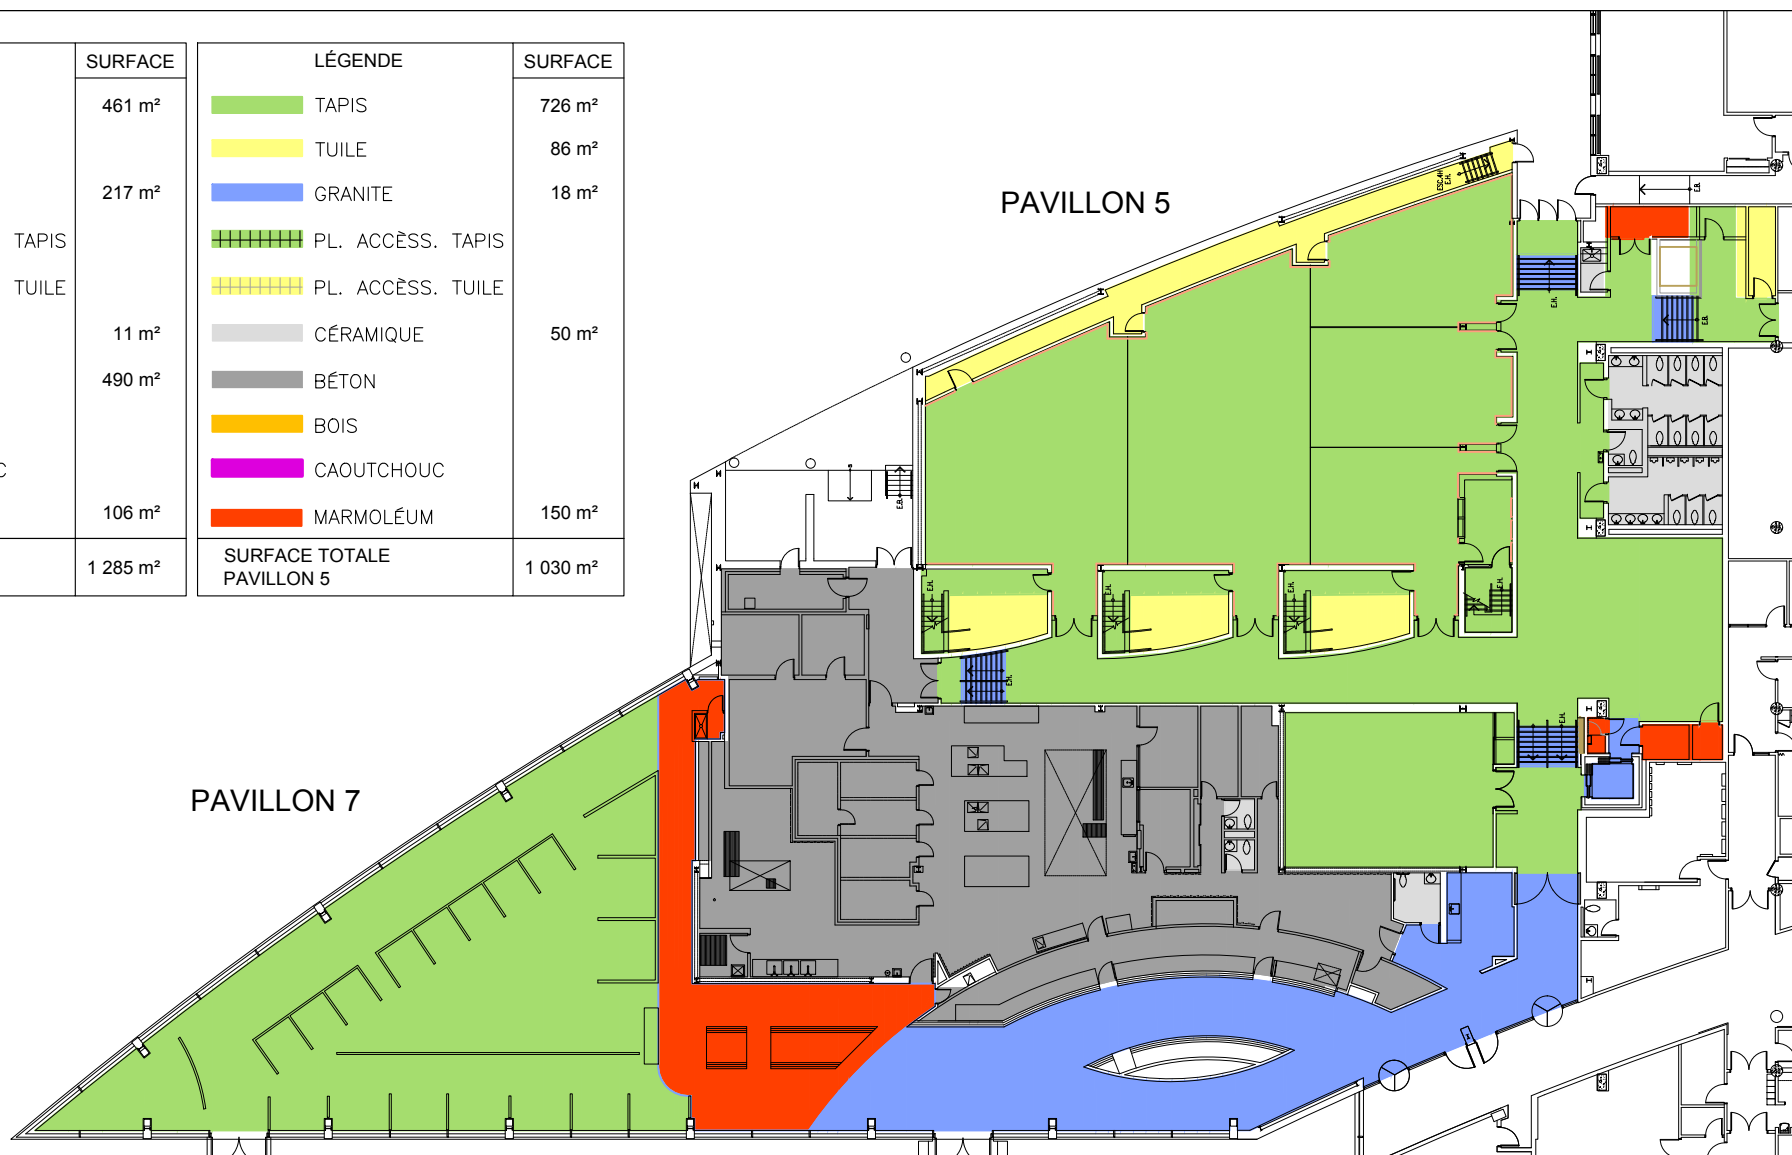 SURFACE
461 m²
217 m²
TAPIS
TUILE
11 m²
490 m²
C
106 m²
1 285 m²
LÉGENDE SURFACE
TAPIS 726 m²
TUILE 86 m²
GRANITE 18 m²
PL. ACCÈSS. TAPIS
PL. ACCÈSS. TUILE
CÉRAMIQUE 50 m²
BÉTON
BOIS
CAOUTCHOUC
MARMOLÉUM 150 m²
SURFACE TOTALE
PAVILLON 5 1 030 m²
PAVILLON 5
PAVILLON 7
E.H.
E.B.
E.H.
E.B.
E.B.
E.H.
E.H.
E.H.
E.H.
E.H.
E.H.